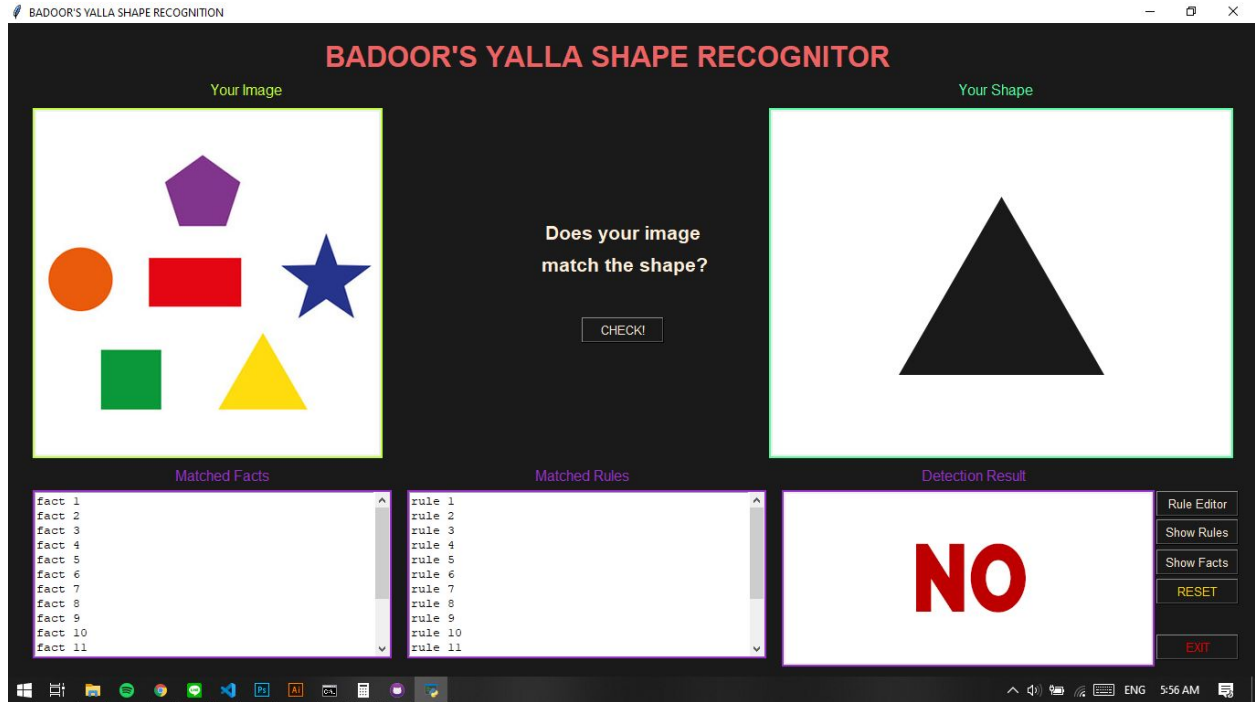 BADOOR'S YALLA SHAPE RECOGNITION
BADOOR'S YALLA SHAPE RECOGNITOR
Your Image
Your Shape
Does your image
match the shape?
CHECK!
Matched Facts
Matched Rules
Detection Result
fact 1
fact 2
fact 3
fact 4
fact 5
fact 6
fact 7
fact 8
fact 9
fact 10
fact 11
rule 1
rule 2
rule 3
rule 4
rule 5
rule 6
rule 7
rule 8
rule 9
rule 10
rule 11
NO
Rule Editor
Show Rules
Show Facts
RESET
EXIT
Ps
Ai
ENG
5:56 AM